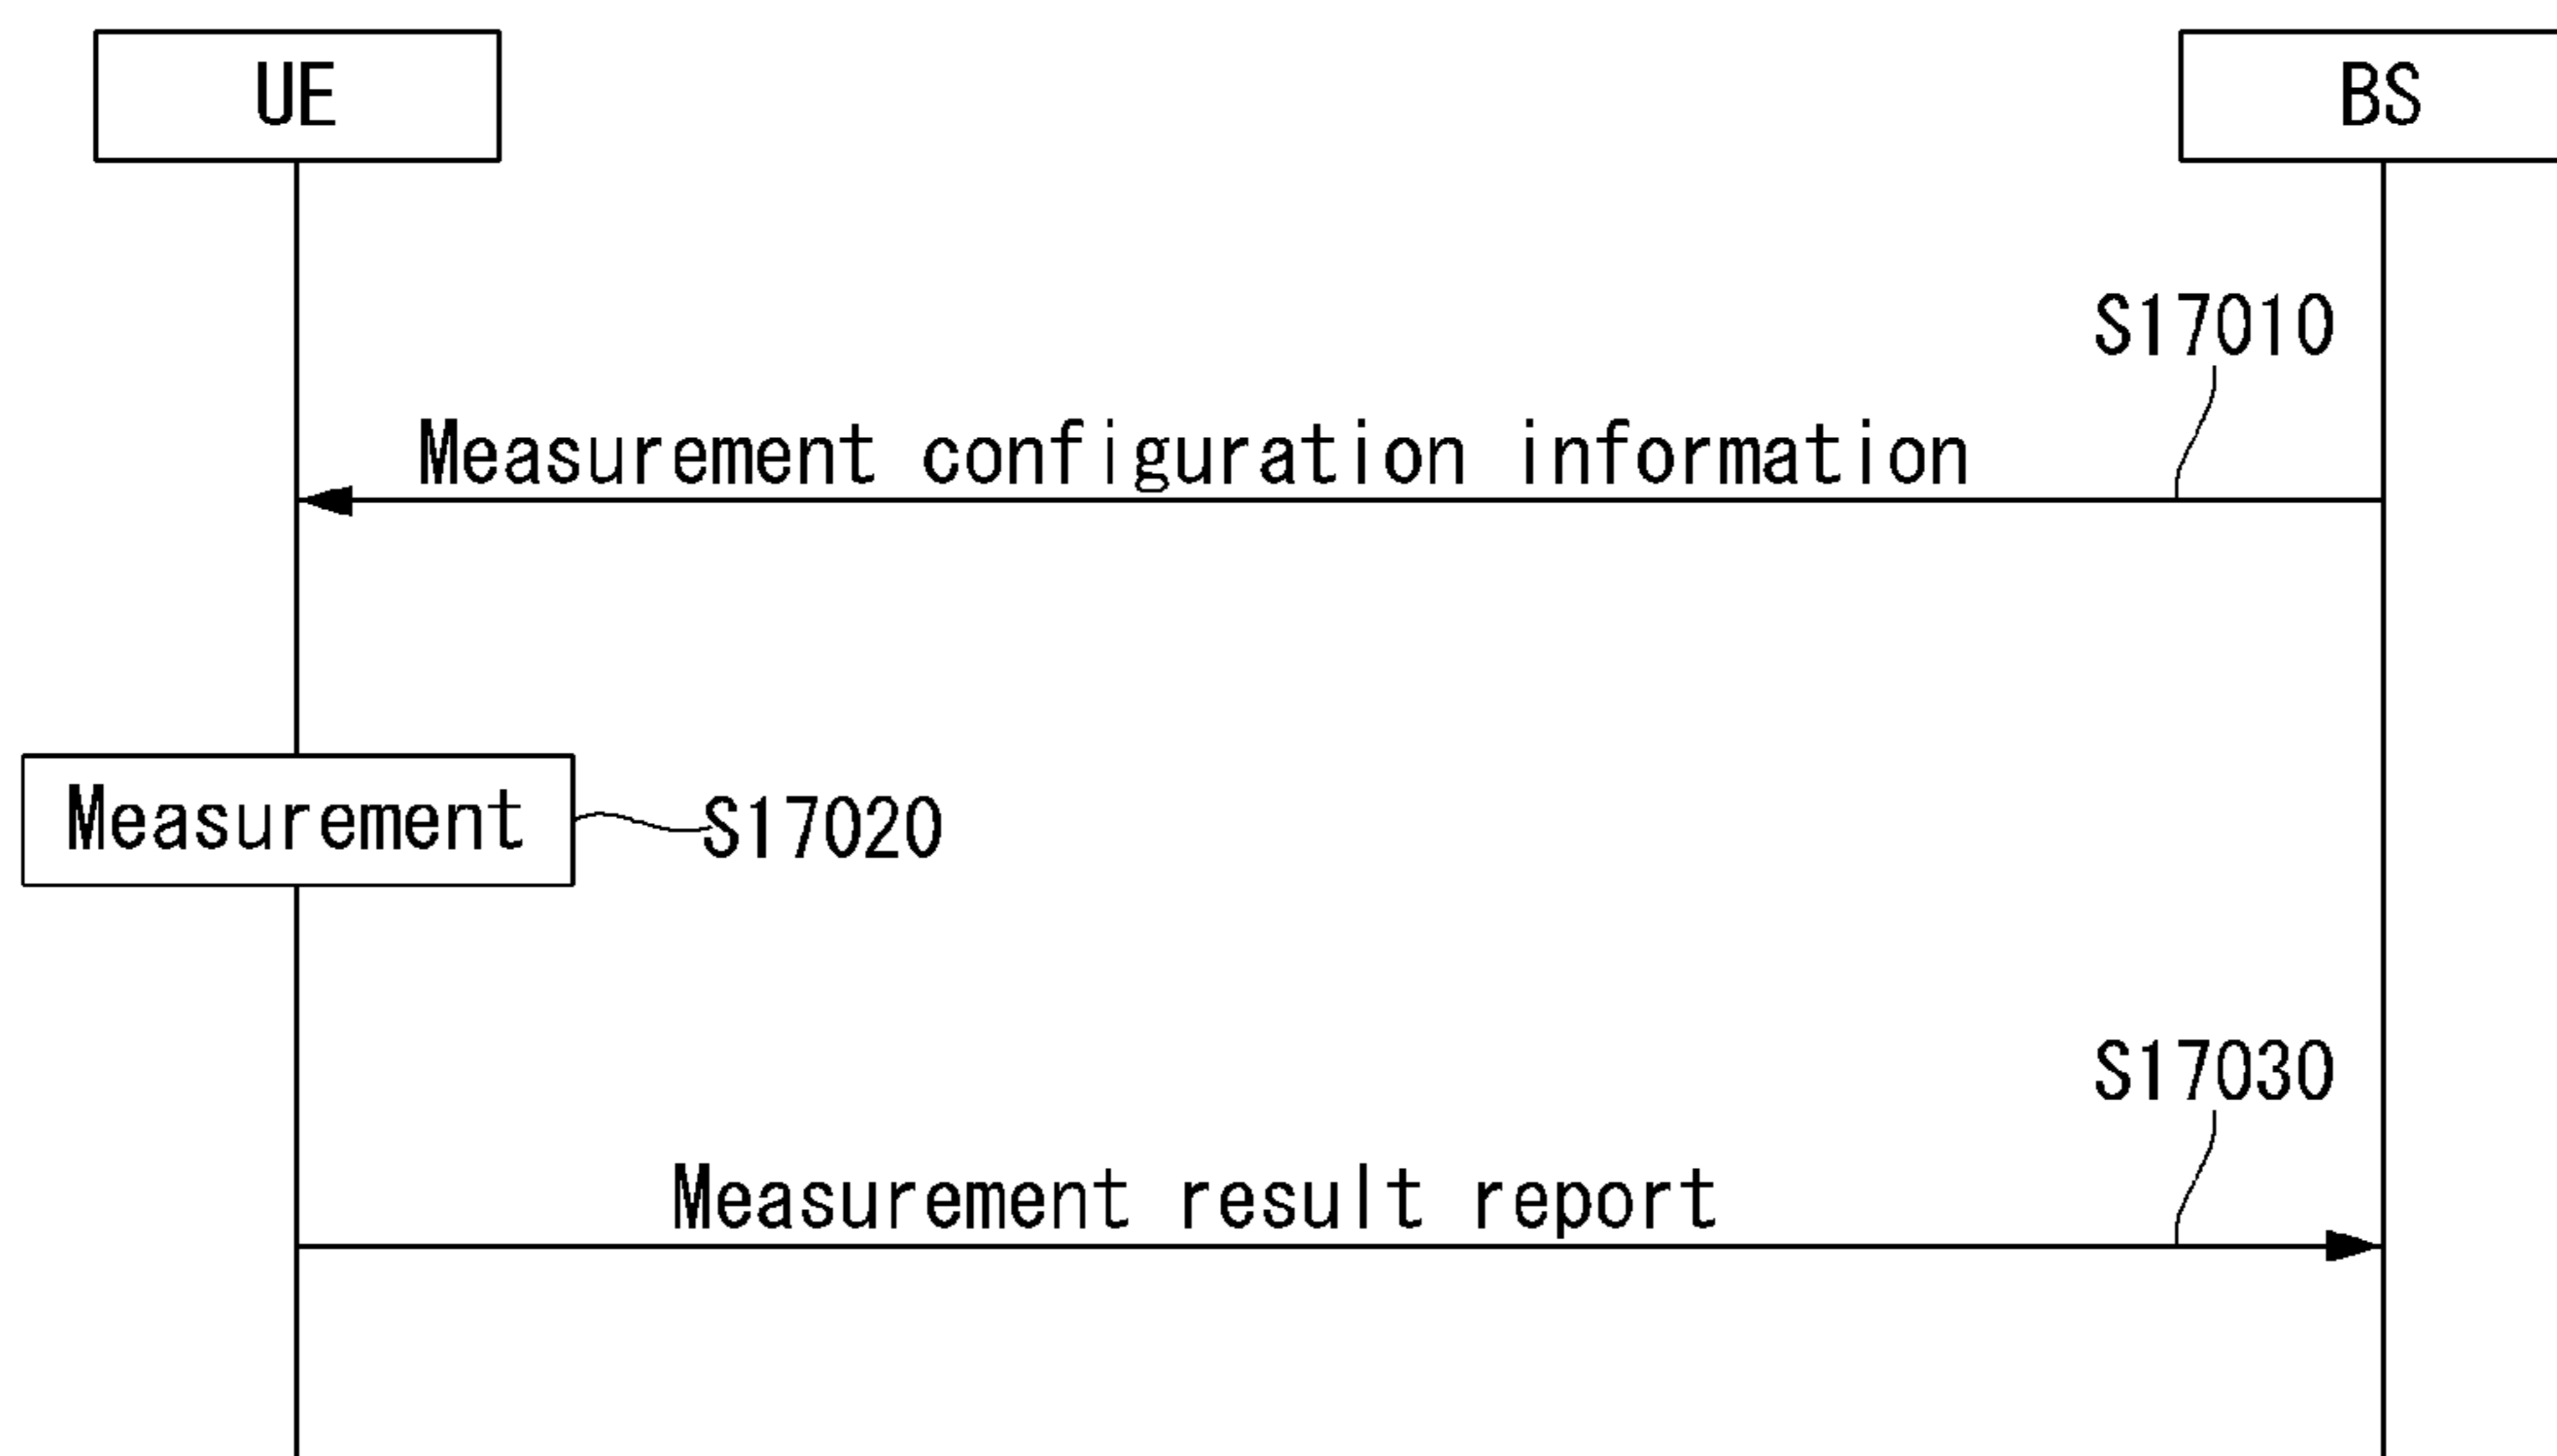 UE
BS
S17010
Measurement configuration information
Measurement
S17020
S17030
Measurement result report